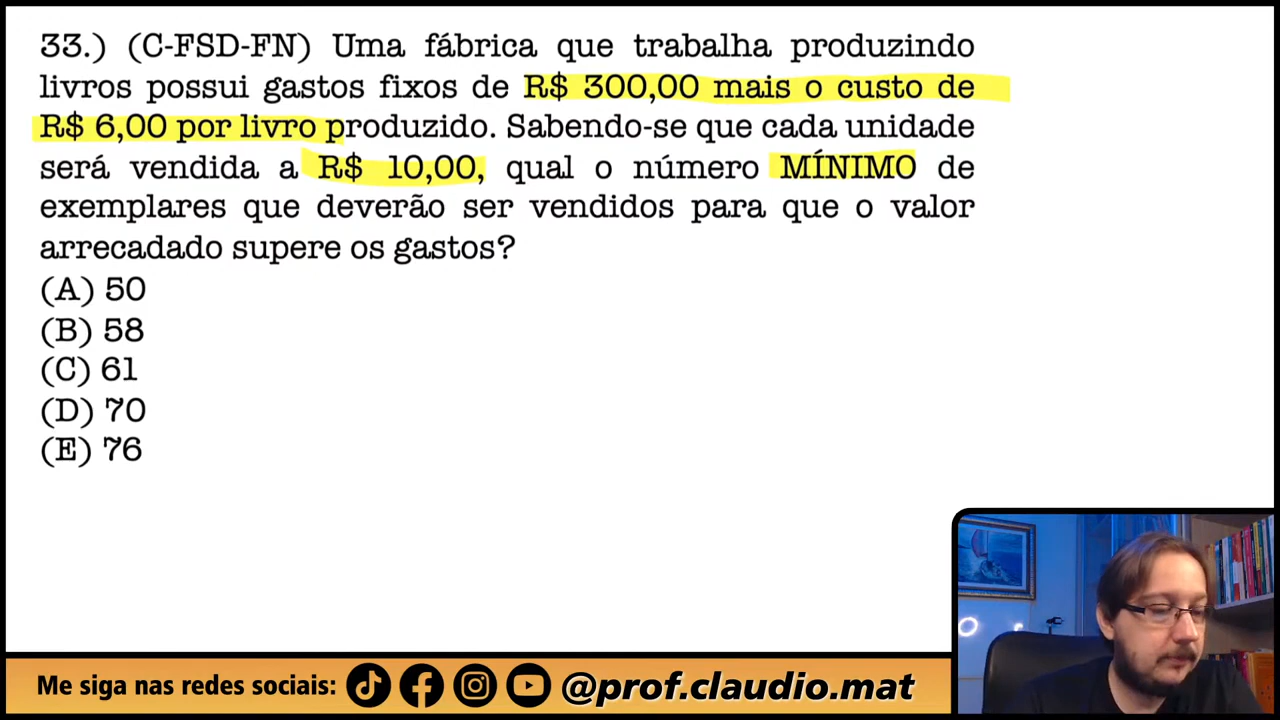 33.) (C-FSD-FN) Uma fábrica que trabalha produzindo
livros possui gastos fixos de R$ 300,00 mais o custo de
R$ 6,00 por livro produzido. Sabendo-se que cada unidade
será vendida a R$ 10,00, qual o número MÍNIMO de
exemplares que deverão ser vendidos para que o valor
arrecadado supere os gastos?
(A) 50
(B) 58
(C) 61
(D) 70
(E) 76
Me siga nas redes sociais: @prof.claudio.mat